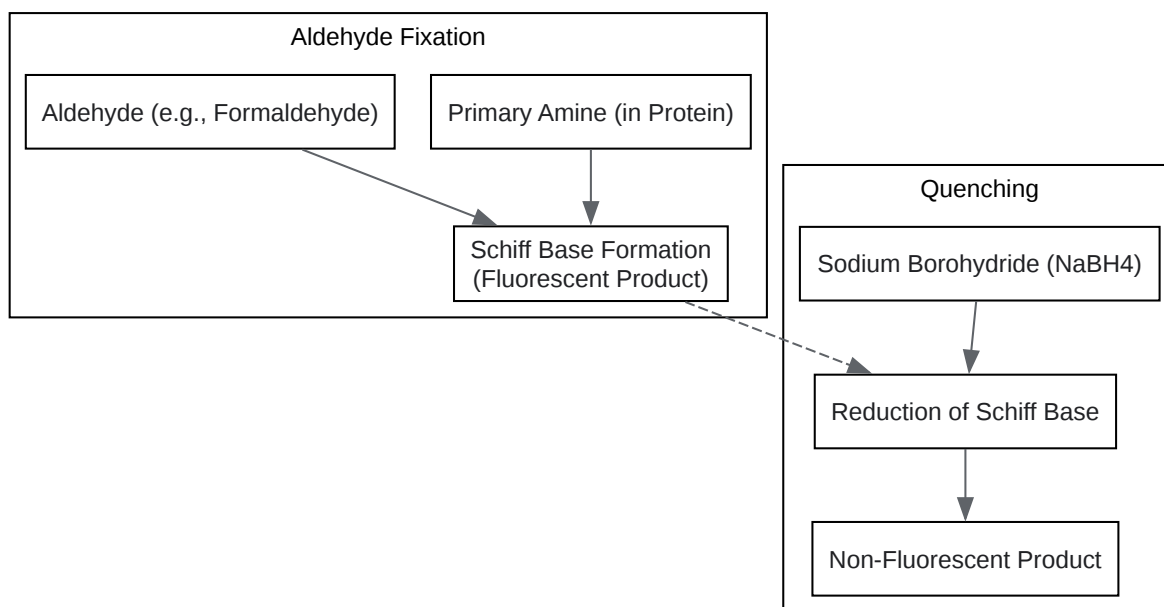 Aldehyde Fixation
Aldehyde (e.g., Formaldehyde)
Primary Amine (in Protein)
Schiff Base Formation
(Fluorescent Product)
Quenching
Sodium Borohydride (NaBH4)
Reduction of Schiff Base
Non-Fluorescent Product